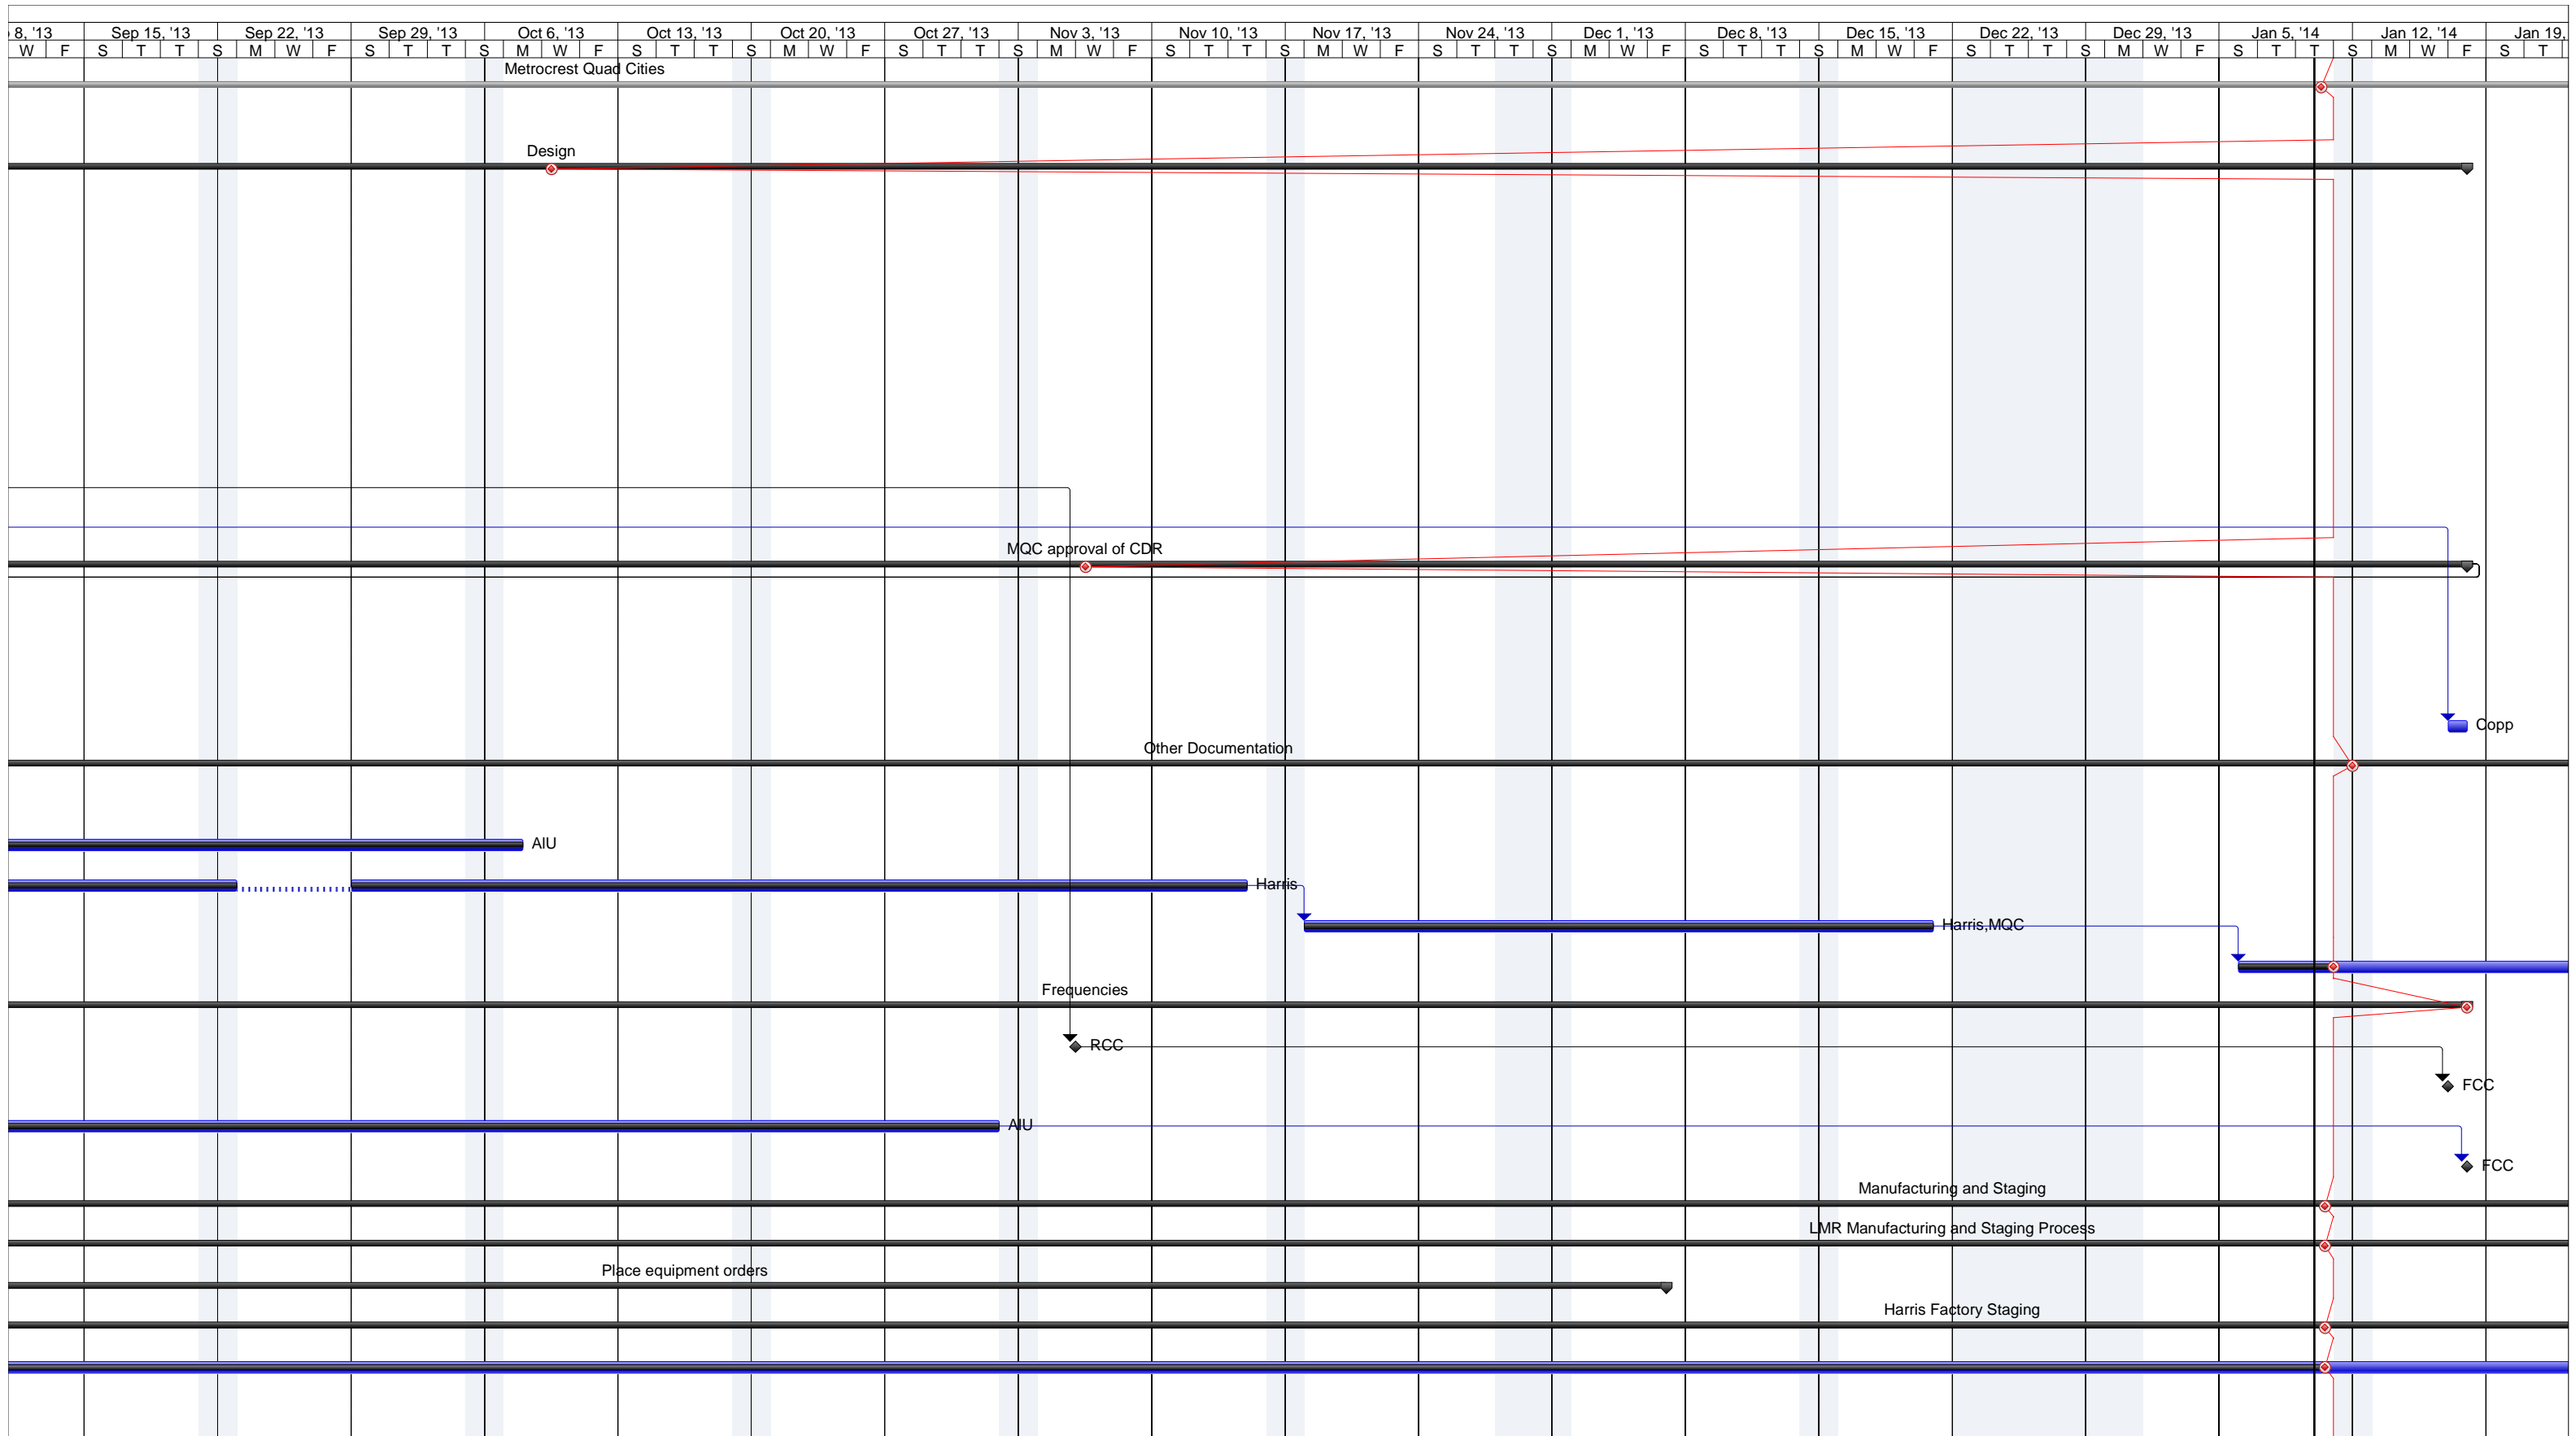 8, '13 Sep 15, '13 Sep 22, '13 Sep 29, '13 Oct 6, '13 Oct 13, '13 Oct 20, '13 Oct 27, '13 Nov 3, '13 Nov 10, '13 Nov 17, '13 Nov 24, '13 Dec 1, '13 Dec 8, '13 Dec 15, '13 Dec 22, '13 Dec 29, '13 Jan 5, '14 Jan 12, '14 Jan 19,
W F S T T S M W F S T T S M W F S T T S M W F S T T S M W F S T T S M W F S T T S M W F S T T S M W F S T T S M W F S T T S M W F S T
Metrocrest Quad Cities
Design
MQC approval of CDR
Copp
Other Documentation
AIU
Harris
Harris,MQC
Frequencies
RCC
FCC
AIU
FCC
Manufacturing and Staging
LMR Manufacturing and Staging Process
Place equipment orders
Harris Factory Staging